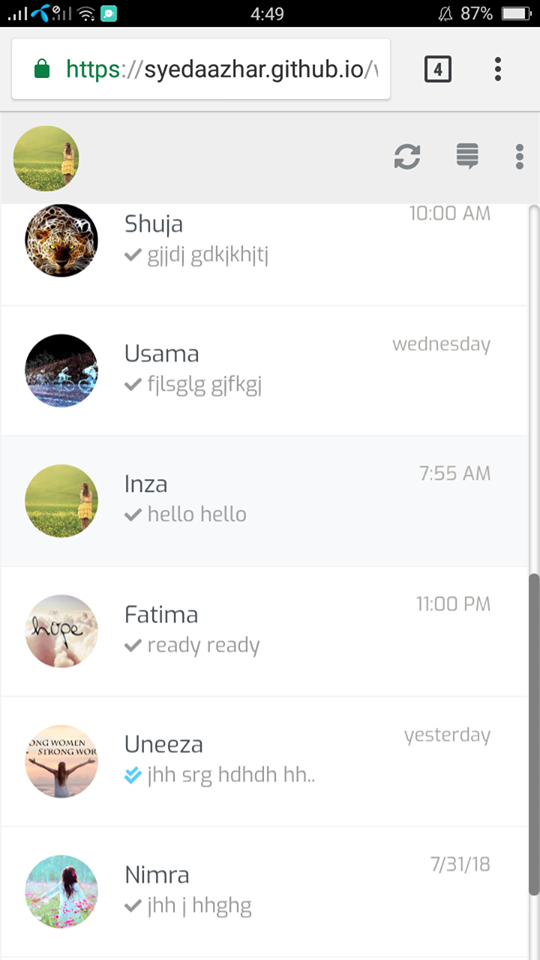 4:49
87%
https://syedaazhar.github.io/
4
Shuja
10:00 AM
gjjdj gdkjkhjtj
Usama
wednesday
fjlsglg gjfkgj
Inza
7:55 AM
hello hello
Fatima
11:00 PM
hope
ready ready
Uneeza
yesterday
ONG WOMEN
STRONG WOR
jhh srg hdhdh hh..
Nimra
7/31/18
jhh j hhghg